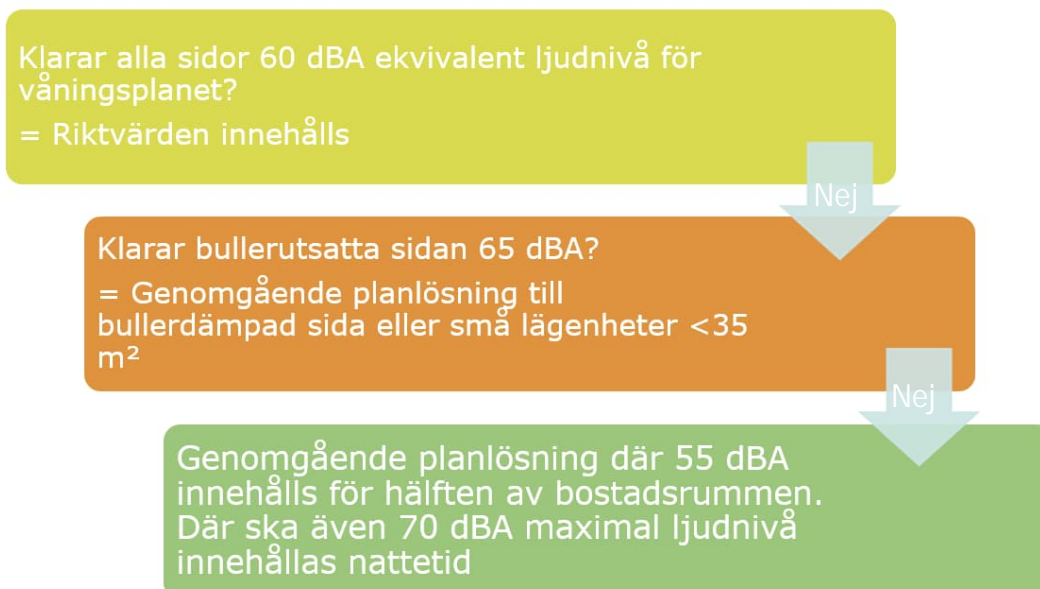 Klarar alla sidor 60 dBA ekvivalent ljudnivå för
våningsplanet?
= Riktvärden innehålls
Nej
Klarar bullerutsatta sidan 65 dBA?
= Genomgående planlösning till
bullerdämpad sida eller små lägenheter <35
m²
Nej
Genomgående planlösning där 55 dBA
innehålls för hälften av bostadsrummen.
Där ska även 70 dBA maximal ljudnivå
innehållas nattetid